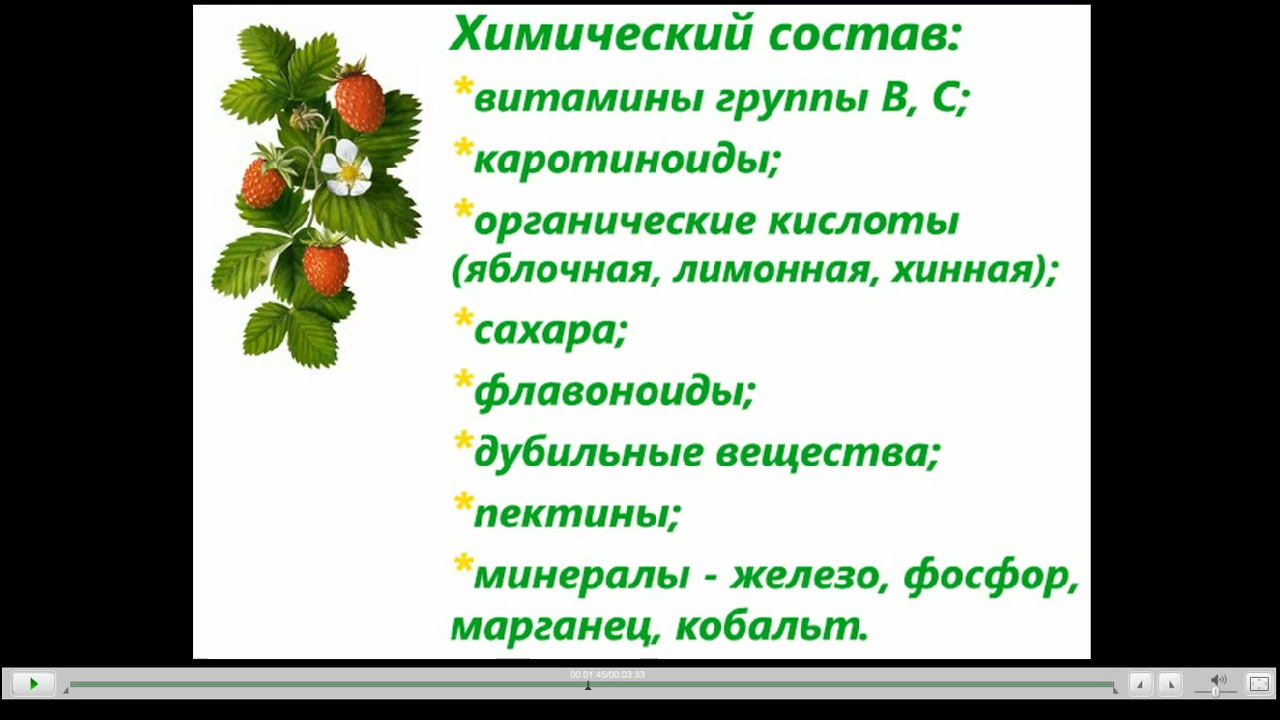 Химический состав:
*витамины группы В, С;
*каротиноиды;
*органические кислоты
(яблочная, лимонная, хинная);
*сахара;
*флавоноиды;
*дубильные вещества;
*пектины;
*минералы - железо, фосфор,
марганец, кобальт.
00:01:45/00:03:33